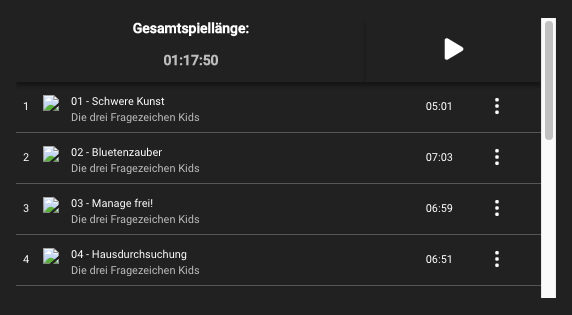 Gesamtspiellänge:
01:17:50
1
01 - Schwere Kunst
Die drei Fragezeichen Kids
05:01
2
02 - Bluetenzauber
Die drei Fragezeichen Kids
07:03
3
03 - Manage frei!
Die drei Fragezeichen Kids
06:59
4
04 - Hausdurchsuchung
Die drei Fragezeichen Kids
06:51